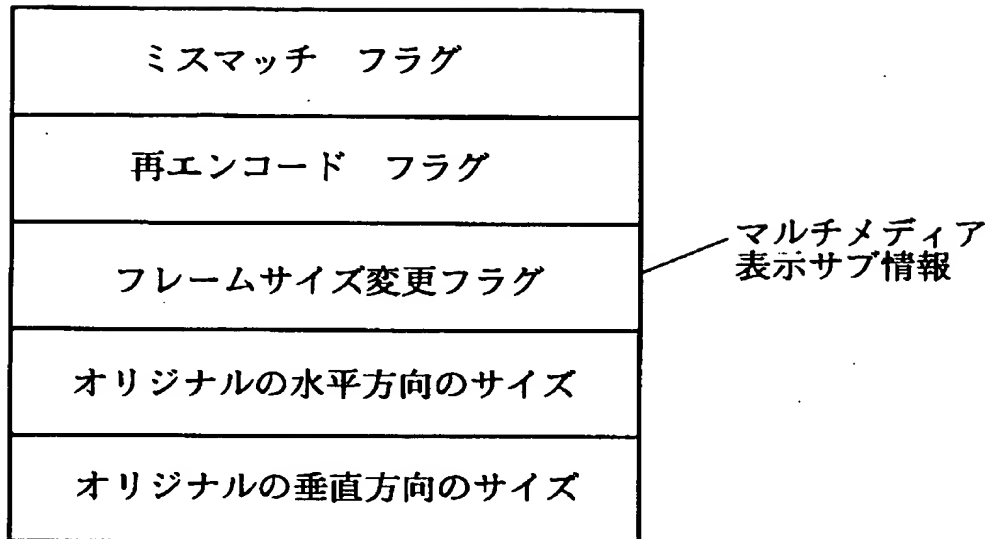 ミスマッチ　フラグ
再エンコード　フラグ
フレームサイズ変更フラグ
マルチメディア
表示サブ情報
オリジナルの水平方向のサイズ
オリジナルの垂直方向のサイズ